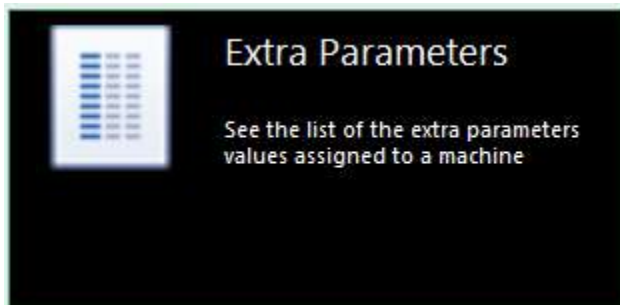 Extra Parameters
See the list of the extra parameters
values assigned to a machine